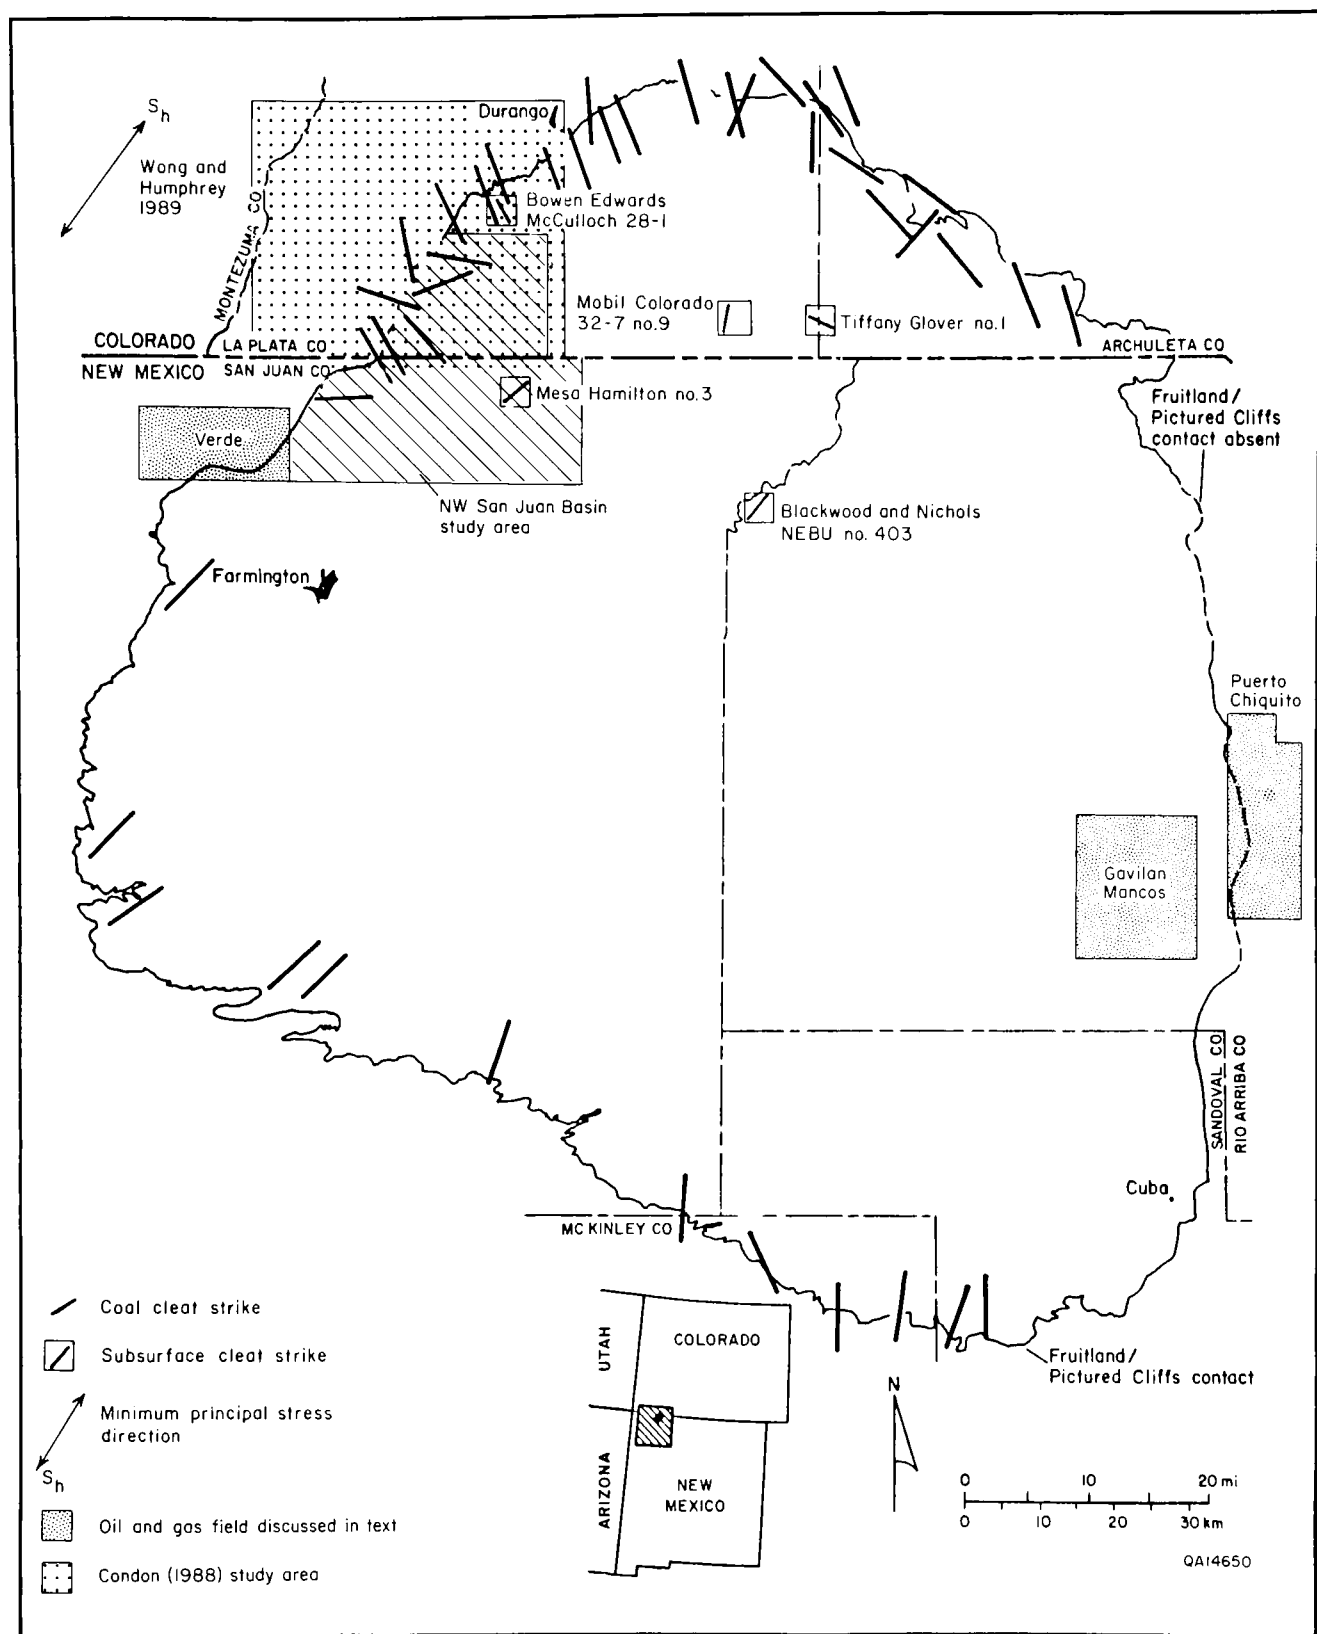 Sh
Wong and
Humphrey
1989
Durango
MONTEZUMA CO
Bowen Edwards
McCulloch 28-1
Mobil Colorado
32-7 no.9
Tiffany Glover no.1
COLORADO
LA PLATA CO
ARCHULETA CO
NEW MEXICO
SAN JUAN CO
Mesa Hamilton no.3
Fruitland/
Pictured Cliffs
contact absent
Verde
NW San Juan Basin
study area
Blackwood and Nichols
NEBU no. 403
Farmington
Puerto
Chiquito
Gavilan
Mancos
SANDOVAL CO
RIO ARRIBA CO
Cuba
MC KINLEY CO
Fruitland/
Pictured Cliffs contact
Coal cleat strike
Subsurface cleat strike
Minimum principal stress
direction
Sh
Oil and gas field discussed in text
Condon (1988) study area
UTAH
COLORADO
ARIZONA
NEW
MEXICO
N
0 10 20 mi
0 10 20 30 km
QA14650